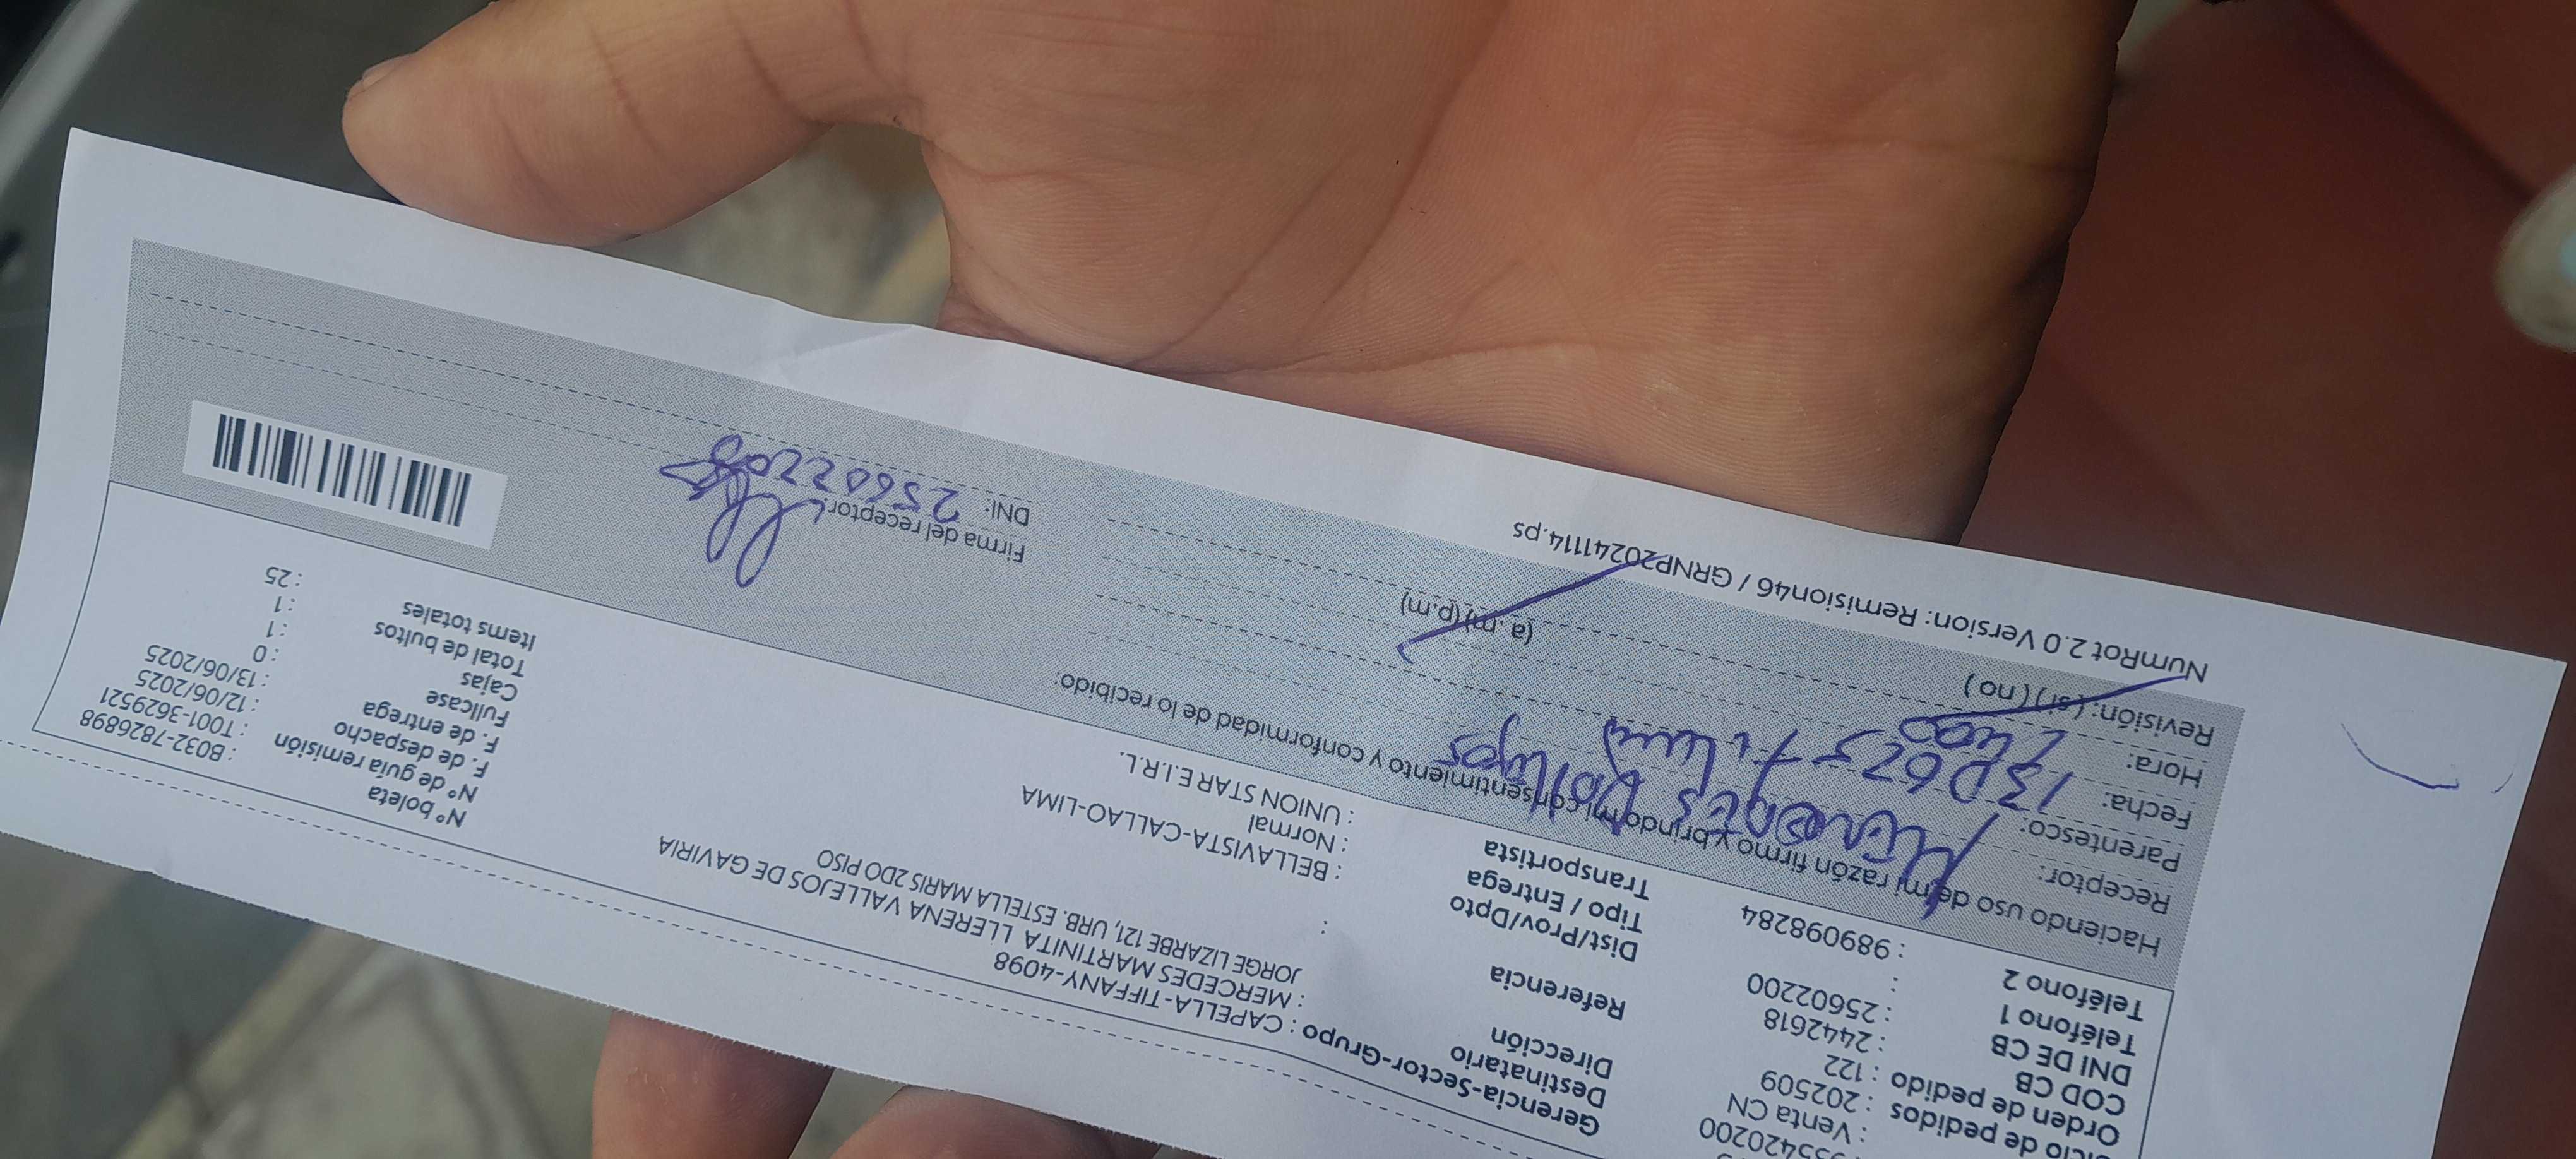 : 955420200
icio de pedidos : Venta CN
Orden de pedido : 202509
COD CB : 122
DNI DE CB : 2442618
Teléfono 1 : 25602200
Teléfono 2 :
: 989098284
Gerencia-Sector-Grupo : CAPELLA-TIFFANY-4098
Destinatario : MERCEDES MARTINITA LLERENA VALLEJOS DE GAVIRIA
Dirección JORGE LIZARBE 121, URB. ESTELLA MARIS 2DO PISO
Referencia :
Dist/Prov/Dpto : BELLAVISTA-CALLAO-LIMA
Tipo / Entrega : Normal
Transportista : UNION STAR E.I.R.L.
N° boleta : B032-7826898
N° de guía remisión : T001-3629521
F. de despacho : 12/06/2025
F. de entrega : 13/06/2025
Fullcase : 0
Cajas : 1
Total de bultos : 1
Items totales : 25
Haciendo uso de mi razón firmo y brindo mi consentimiento y conformidad de lo recibido:
Receptor:
Parentesco:
Fecha:
Hora: (a.m)(p.m)
Revisión: (si) (no)
Firma del receptor:
DNI: 25602200
NumRot 2.0 Version: Remision46 / GRNP20241114.ps